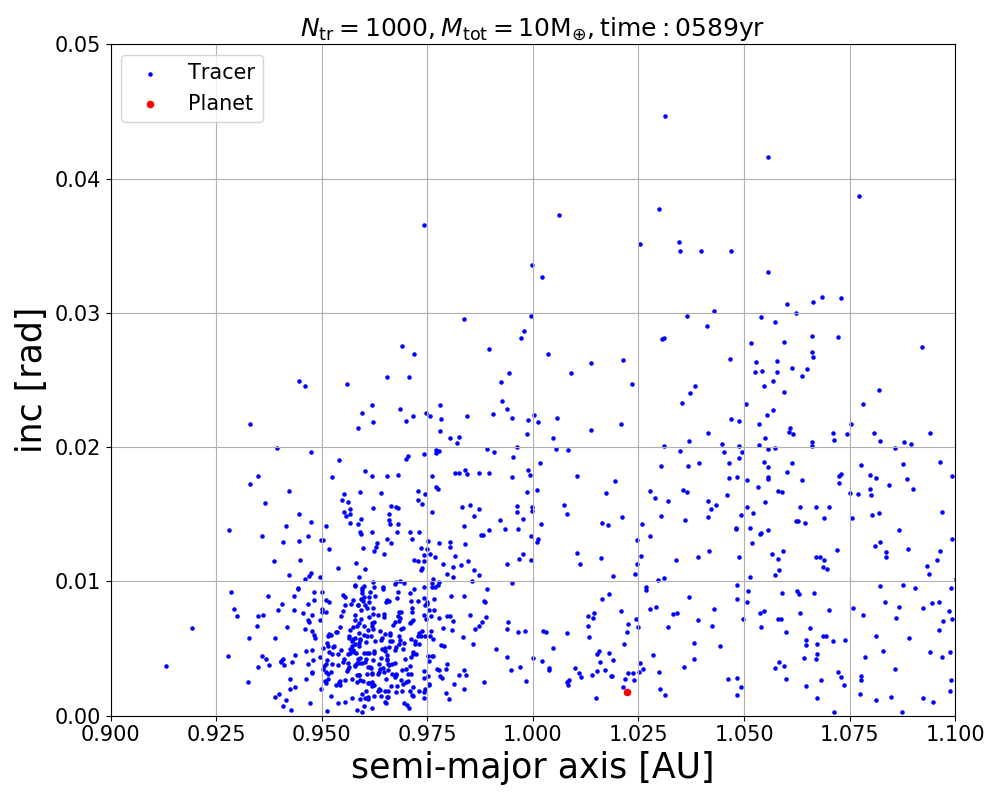 N_tr = 1000, M_tot = 10M_⊕, time : 0589yr
Tracer
Planet
0.05
0.04
0.03
0.02
0.01
0.00
inc [rad]
0.900 0.925 0.950 0.975 1.000 1.025 1.050 1.075 1.100
semi-major axis [AU]